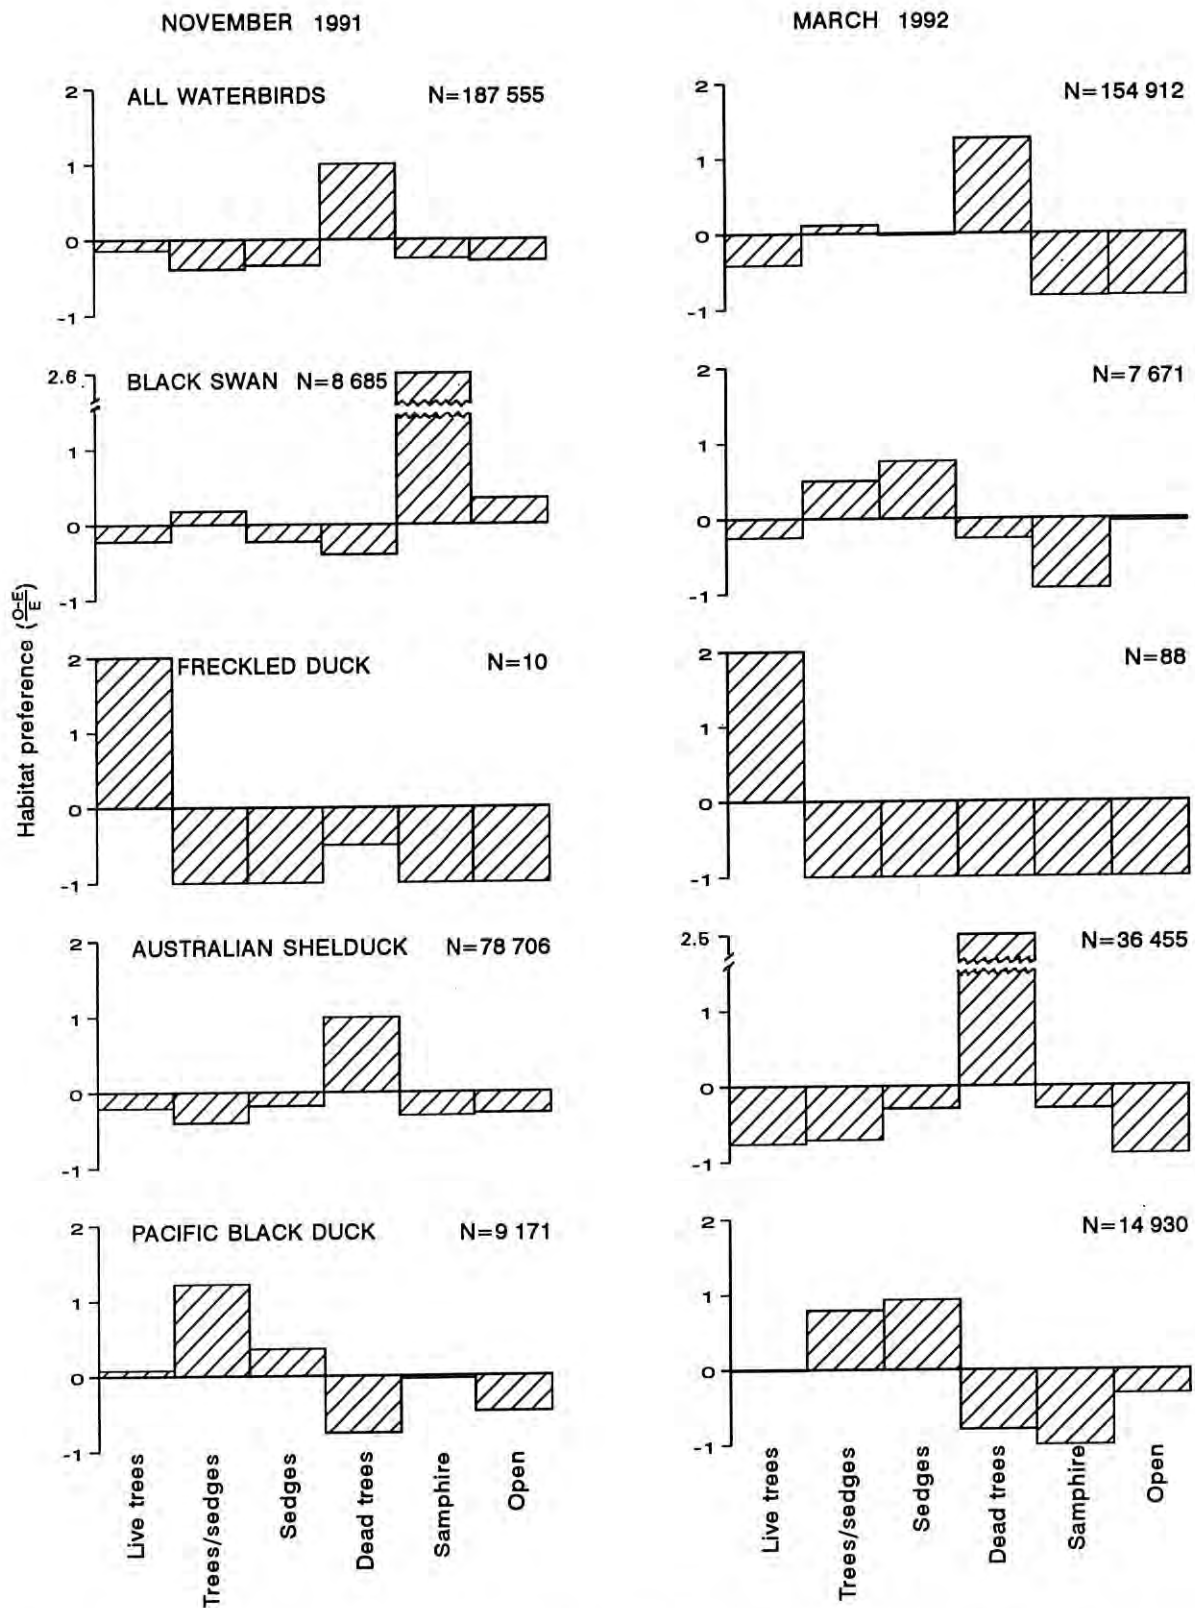 NOVEMBER 1991
MARCH 1992
Habitat preference (O-E/E)
ALL WATERBIRDS N=187 555
2
1
0
-1
N=154 912
2
1
0
-1
BLACK SWAN N=8 685
2.6
1
0
-1
N=7 671
2
1
0
-1
FRECKLED DUCK N=10
2
1
0
-1
N=88
2
1
0
-1
AUSTRALIAN SHELDUCK N=78 706
2
1
0
-1
N=36 455
2.5
1
0
-1
PACIFIC BLACK DUCK N=9 171
2
1
0
-1
N=14 930
2
1
0
-1
Live trees
Trees/sedges
Sedges
Dead trees
Samphire
Open
Live trees
Trees/sedges
Sedges
Dead trees
Samphire
Open